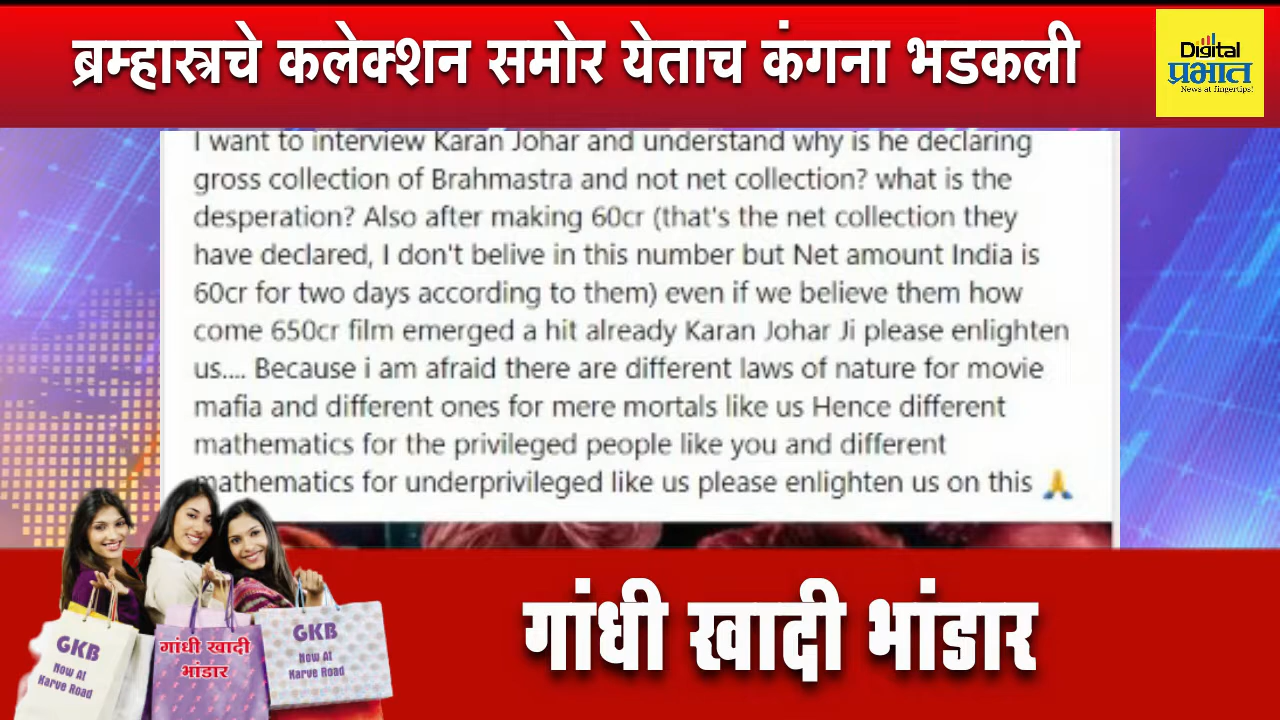 ब्रम्हास्त्रचे कलेक्शन समोर येताच कंगना भडकली
Digital
प्रभात
News at fingertips!
I want to interview Karan Johar and understand why is he declaring
gross collection of Brahmastra and not net collection? what is the
desperation? Also after making 60cr (that's the net collection they
have declared, I don't belive in this number but Net amount India is
60cr for two days according to them) even if we believe them how
come 650cr film emerged a hit already Karan Johar Ji please enlighten
us.... Because i am afraid there are different laws of nature for movie
mafia and different ones for mere mortals like us Hence different
mathematics for the privileged people like you and different
mathematics for underprivileged like us please enlighten us on this 🙏
GKB
Now At
Karve Road
गांधी खादी
भांडार
GKB
Now At
Karve Road
गांधी खादी भांडार